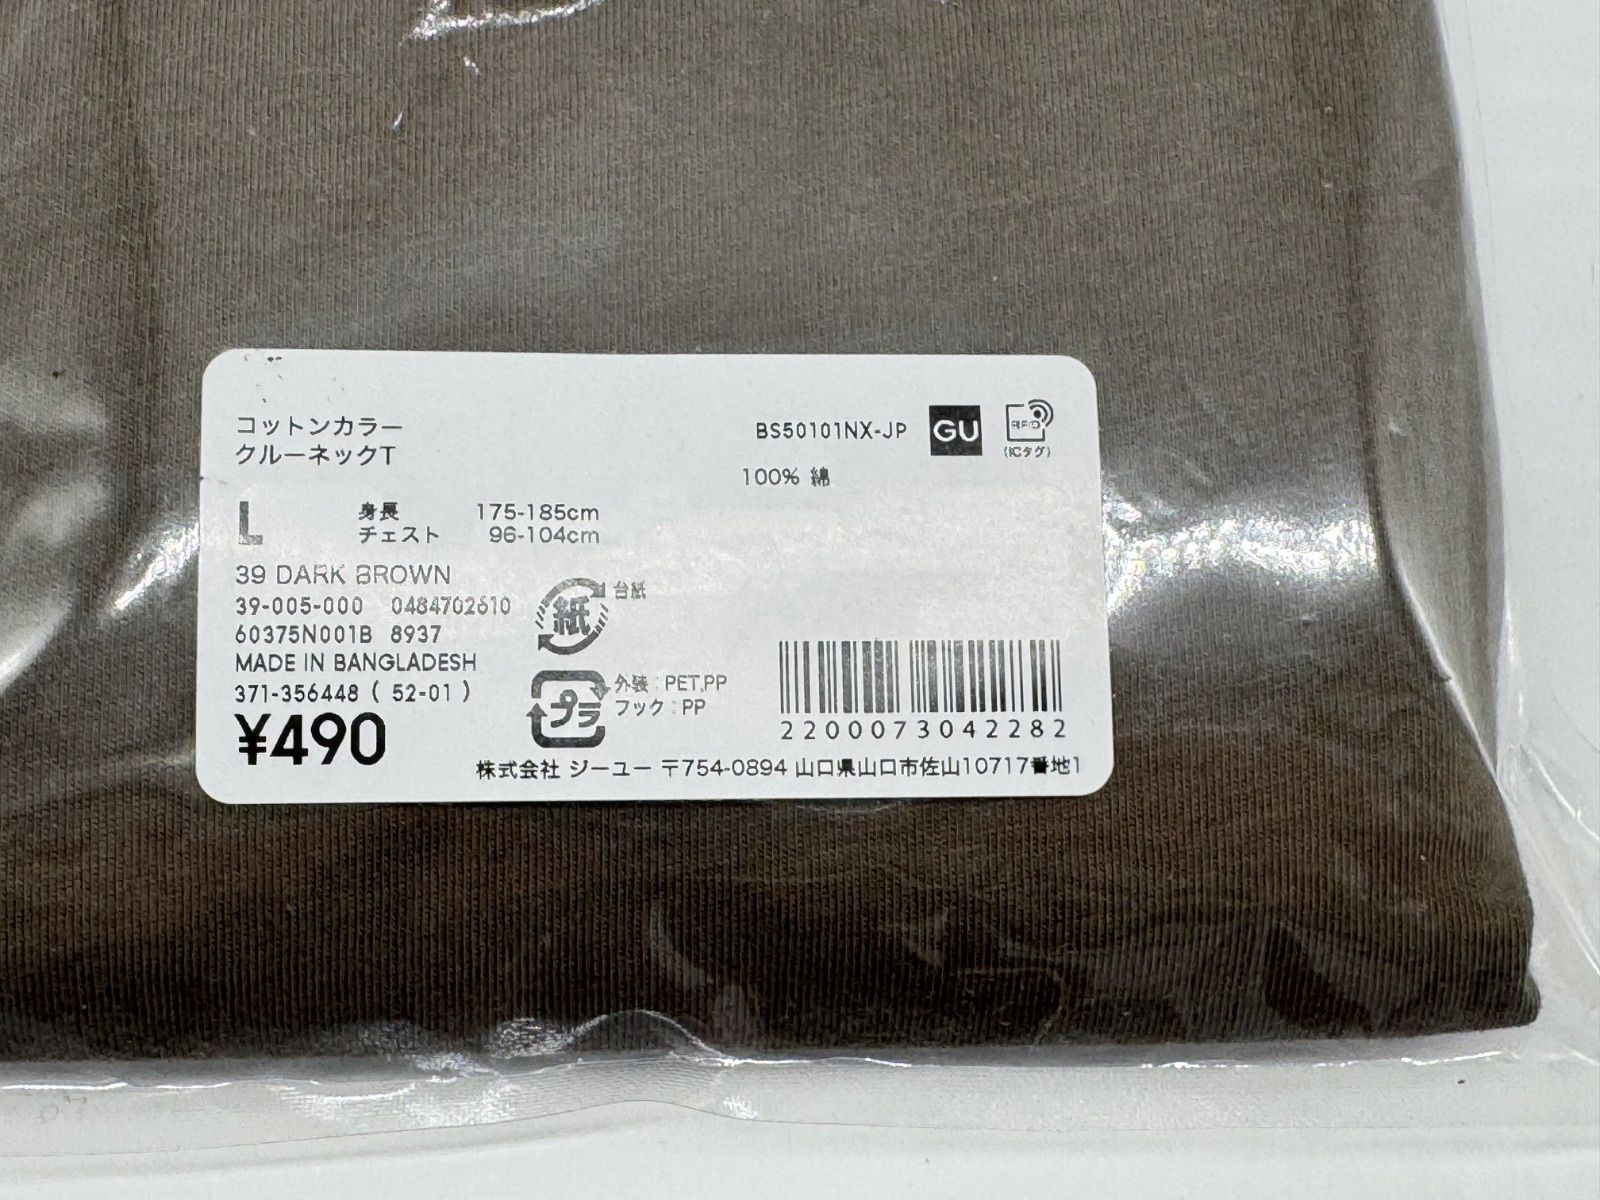 コットンカラー
クルーネックT
BS50101NX-JP
GU
RFID
(ICタグ)
100% 綿
L
身長 175-185cm
チェスト 96-104cm
39 DARK BROWN
39-005-000 0484702610
60375N001B 8937
MADE IN BANGLADESH
371-356448 ( 52-01 )
¥490
紙 台紙
プラ 外装 : PET,PP
フック : PP
2200073042282
株式会社 ジーユー 〒754-0894 山口県山口市佐山10717番地1